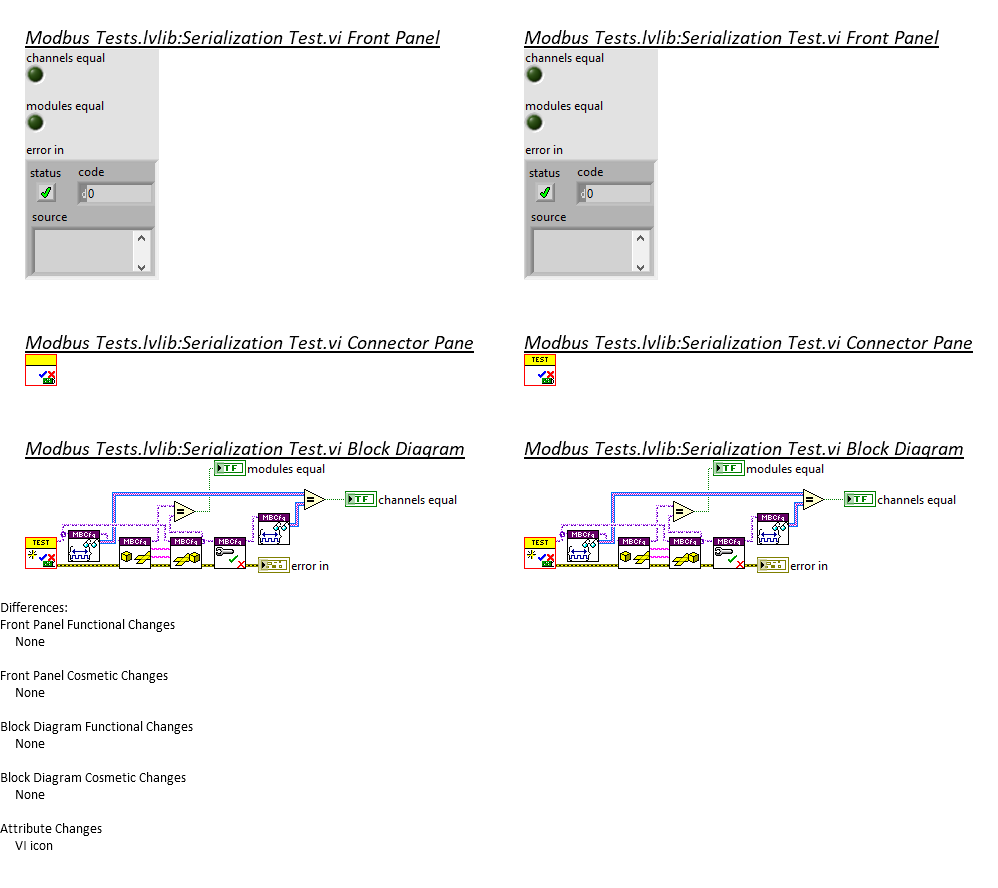 Modbus Tests.lvlib:Serialization Test.vi Front Panel
channels equal
modules equal
error in
status code
d 0
source
Modbus Tests.lvlib:Serialization Test.vi Front Panel
channels equal
modules equal
error in
status code
d 0
source
Modbus Tests.lvlib:Serialization Test.vi Connector Pane
Modbus Tests.lvlib:Serialization Test.vi Connector Pane
TEST
Modbus Tests.lvlib:Serialization Test.vi Block Diagram
TF modules equal
= TF channels equal
=
MBCfg
TEST MBCfg MBCfg MBCfg MBCfg
error in
Modbus Tests.lvlib:Serialization Test.vi Block Diagram
TF modules equal
= TF channels equal
=
MBCfg
TEST MBCfg MBCfg MBCfg MBCfg
error in
Differences:
Front Panel Functional Changes
None
Front Panel Cosmetic Changes
None
Block Diagram Functional Changes
None
Block Diagram Cosmetic Changes
None
Attribute Changes
VI icon